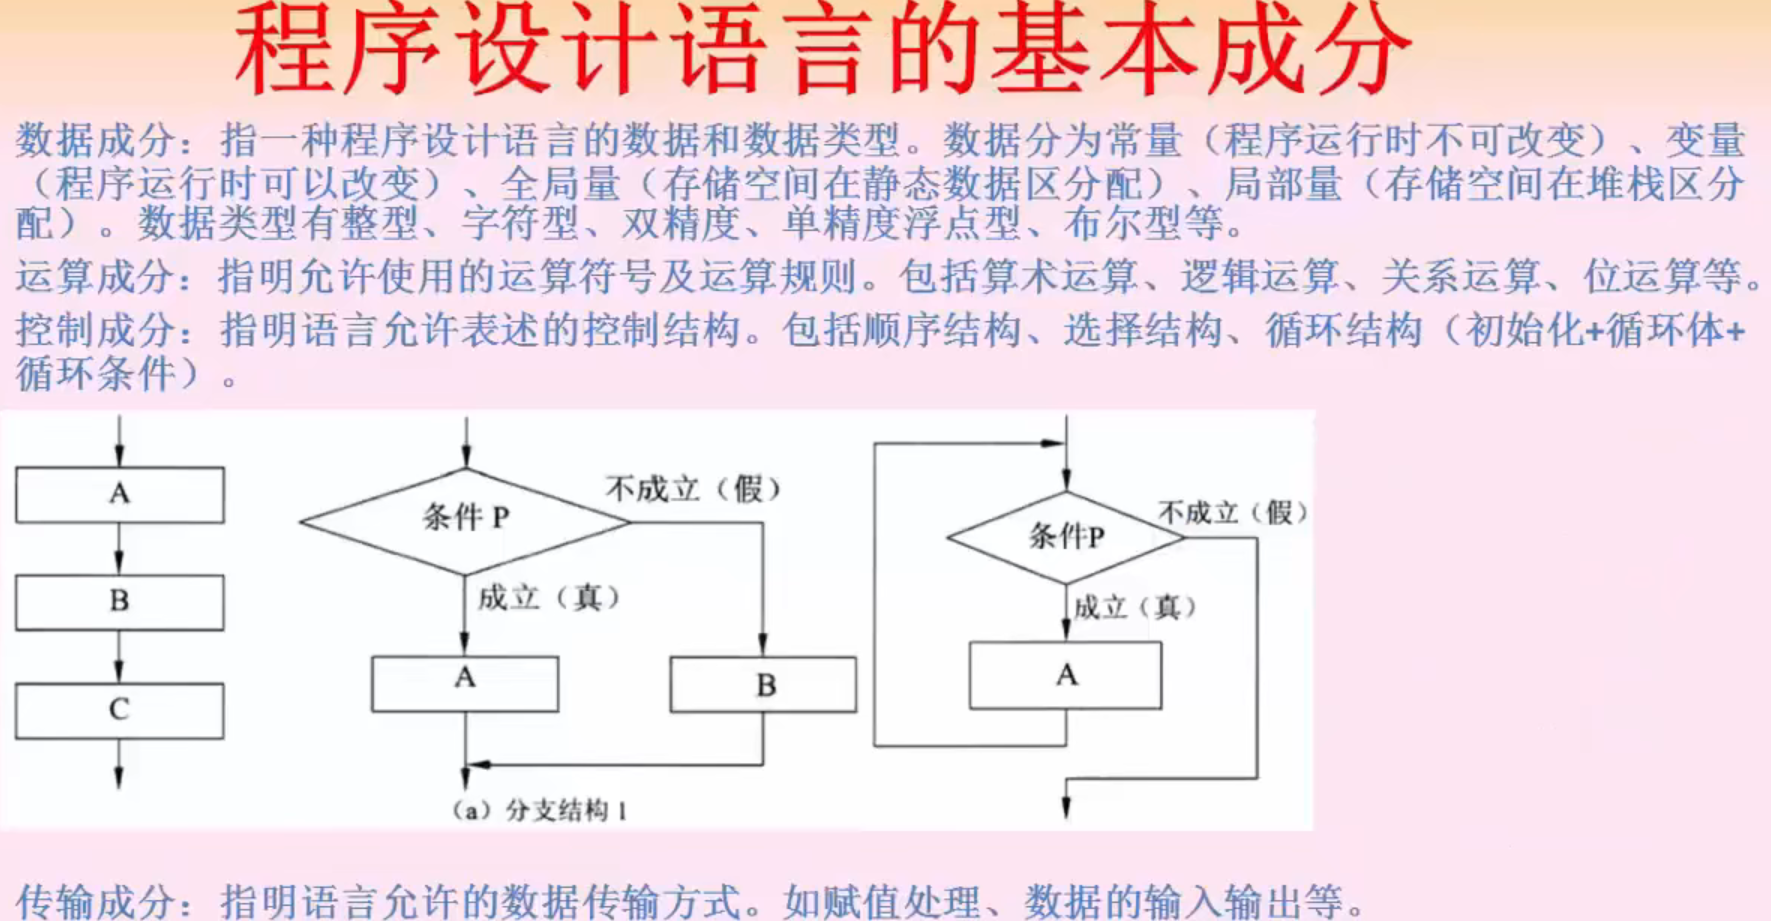 程序设计语言的基本成分
数据成分：指一种程序设计语言的数据和数据类型。数据分为常量（程序运行时不可改变）、变量
（程序运行时可以改变）、全局量（存储空间在静态数据区分配）、局部量（存储空间在堆栈区分
配）。数据类型有整型、字符型、双精度、单精度浮点型、布尔型等。
运算成分：指明允许使用的运算符号及运算规则。包括算术运算、逻辑运算、关系运算、位运算等。
控制成分：指明语言允许表述的控制结构。包括顺序结构、选择结构、循环结构（初始化+循环体+
循环条件）。
A
B
C
条件 P
不成立（假）
成立（真）
A
B
（a）分支结构 1
条件P
不成立（假）
成立（真）
A
传输成分：指明语言允许的数据传输方式。如赋值处理、数据的输入输出等。